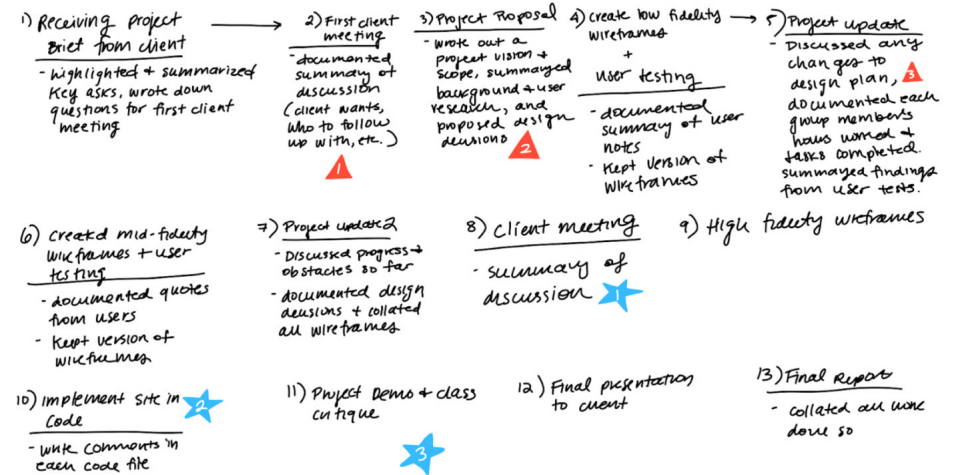 1) Receiving Project
Brief from client
- highlighted + summarized
key asks, wrote down
questions for first client
meeting
2) First client
meeting
- documented
summary of
discussion
(client wants,
who to follow
up with, etc.)
1
3) Project Proposal
- wrote out a
project vision +
scope, summayed
background + user
research, and
proposed design
decisions
2
4) Create low fidelity
wireframes
+
user testing
- documented
summary of user
notes
- Kept version of
wireframes
5) Project update
- Discussed any
changes to
design plan,
3
documented each
group members
hours worked +
tasks completed.
summayed findings
from user tests.
6) Created mid-fidelity
wireframes + user
testing
- documented quotes
from users
- Kept version of
wireframes
7) Project update 2
- Discussed progress +
obstacles so far
- documented design
decisions + collated
all wireframes
8) Client meeting
- summary of
discussion
1
9) High fidelity wireframes
10) Implement site in
code
2
- write comments in
each code file
11) Project Demo + class
critique
3
12) Final presentation
to client
13) Final Report
- collated all work
done so